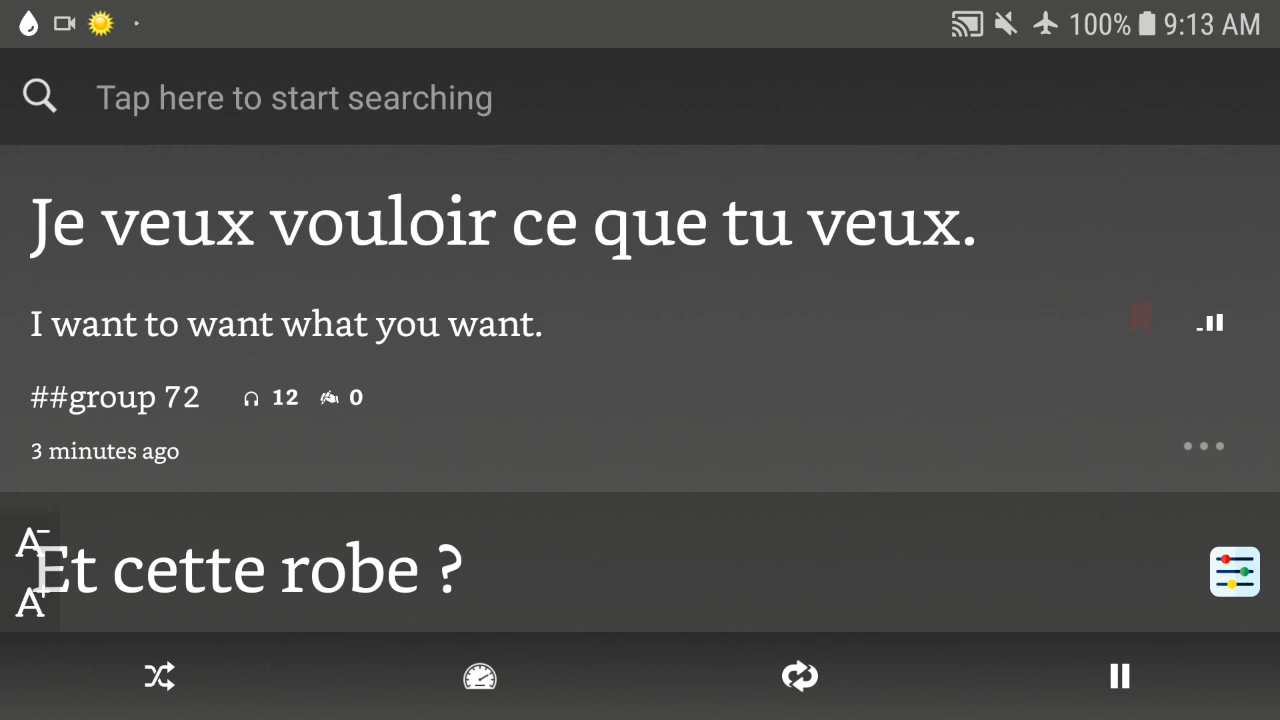 100% 9:13 AM
Tap here to start searching
Je veux vouloir ce que tu veux.
I want to want what you want.
##group 72 12 0
3 minutes ago
A-
Et cette robe ?
A+